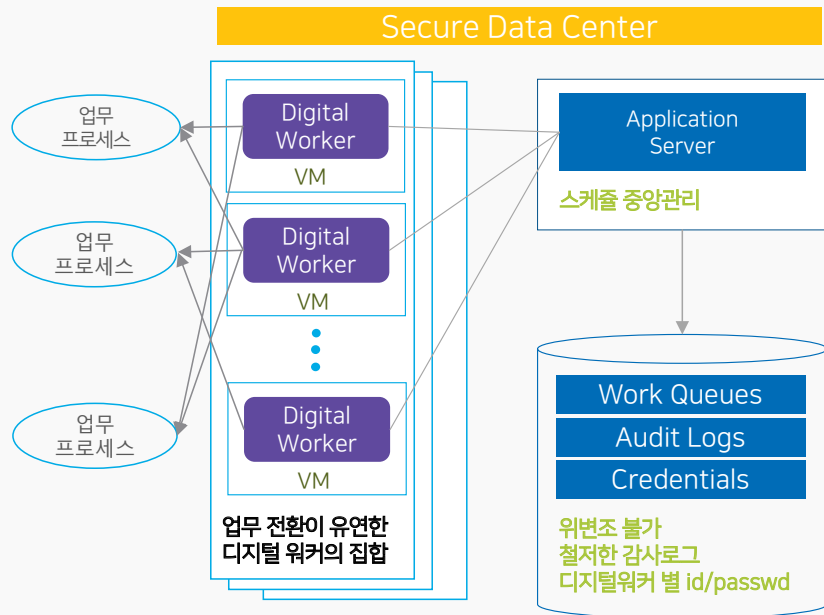 Secure Data Center
업무
프로세스
업무
프로세스
업무
프로세스
Digital
Worker
VM
Digital
Worker
VM
Digital
Worker
VM
업무 전환이 유연한
디지털 워커의 집합
Application
Server
스케쥴 중앙관리
Work Queues
Audit Logs
Credentials
위변조 불가
철저한 감사로그
디지털워커 별 id/passwd